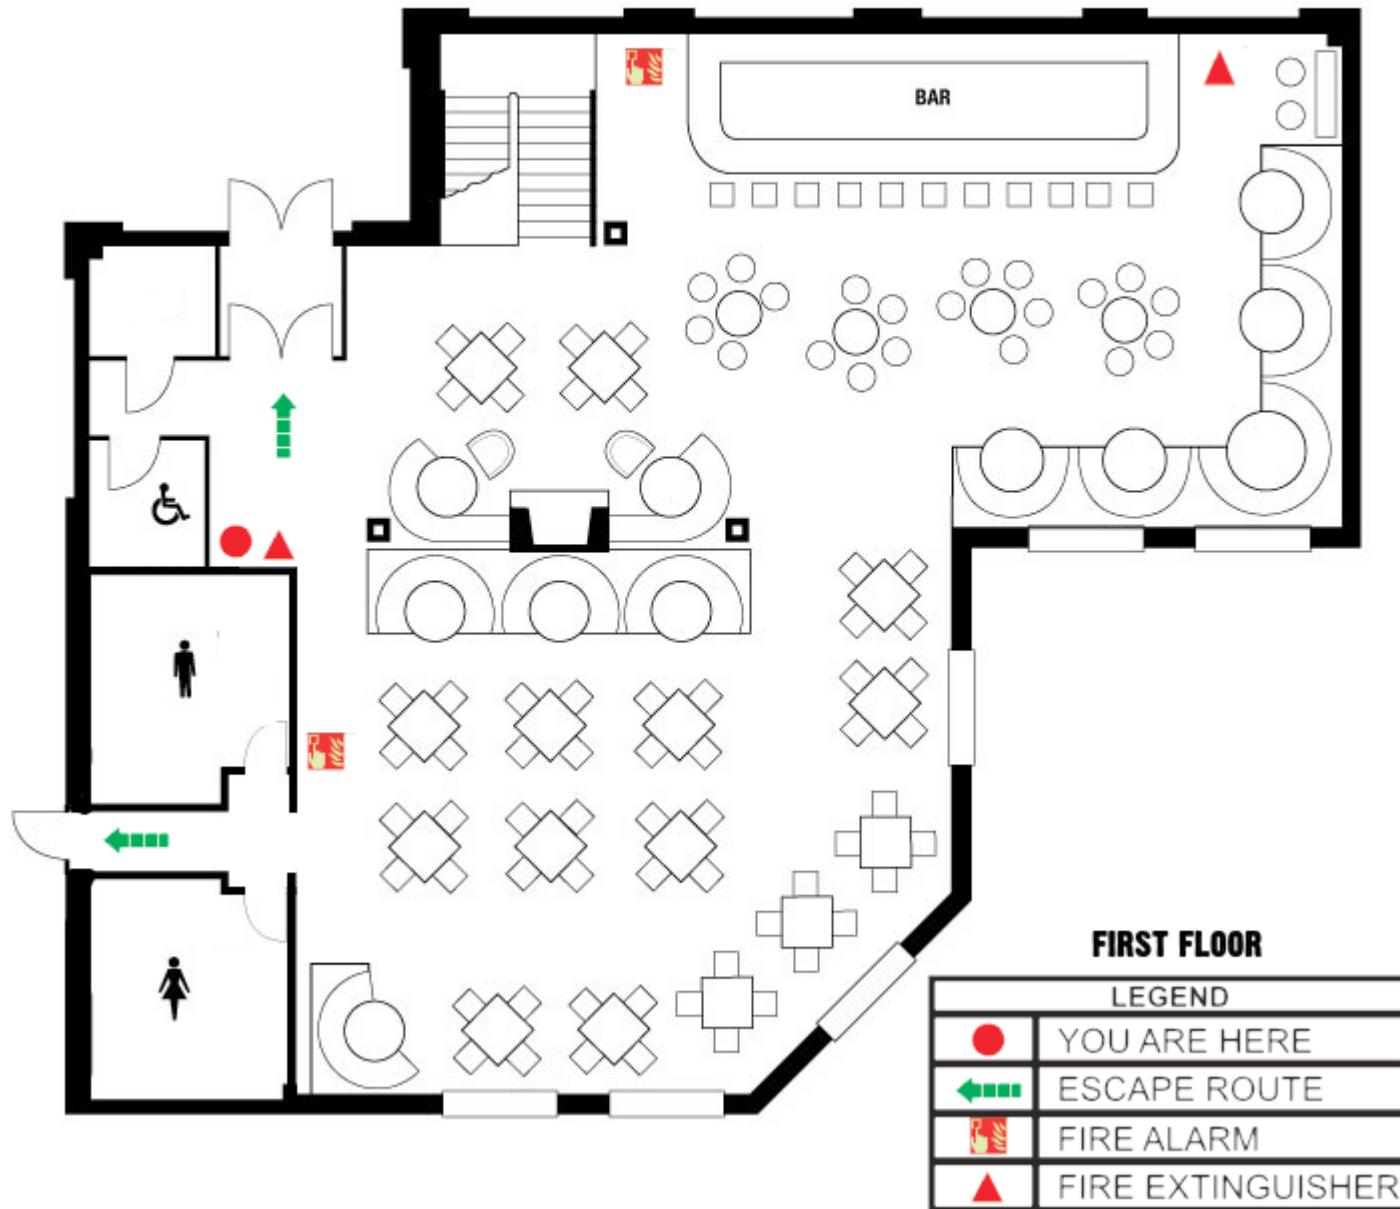 BAR
FIRST FLOOR
LEGEND
YOU ARE HERE
ESCAPE ROUTE
FIRE ALARM
FIRE EXTINGUISHER